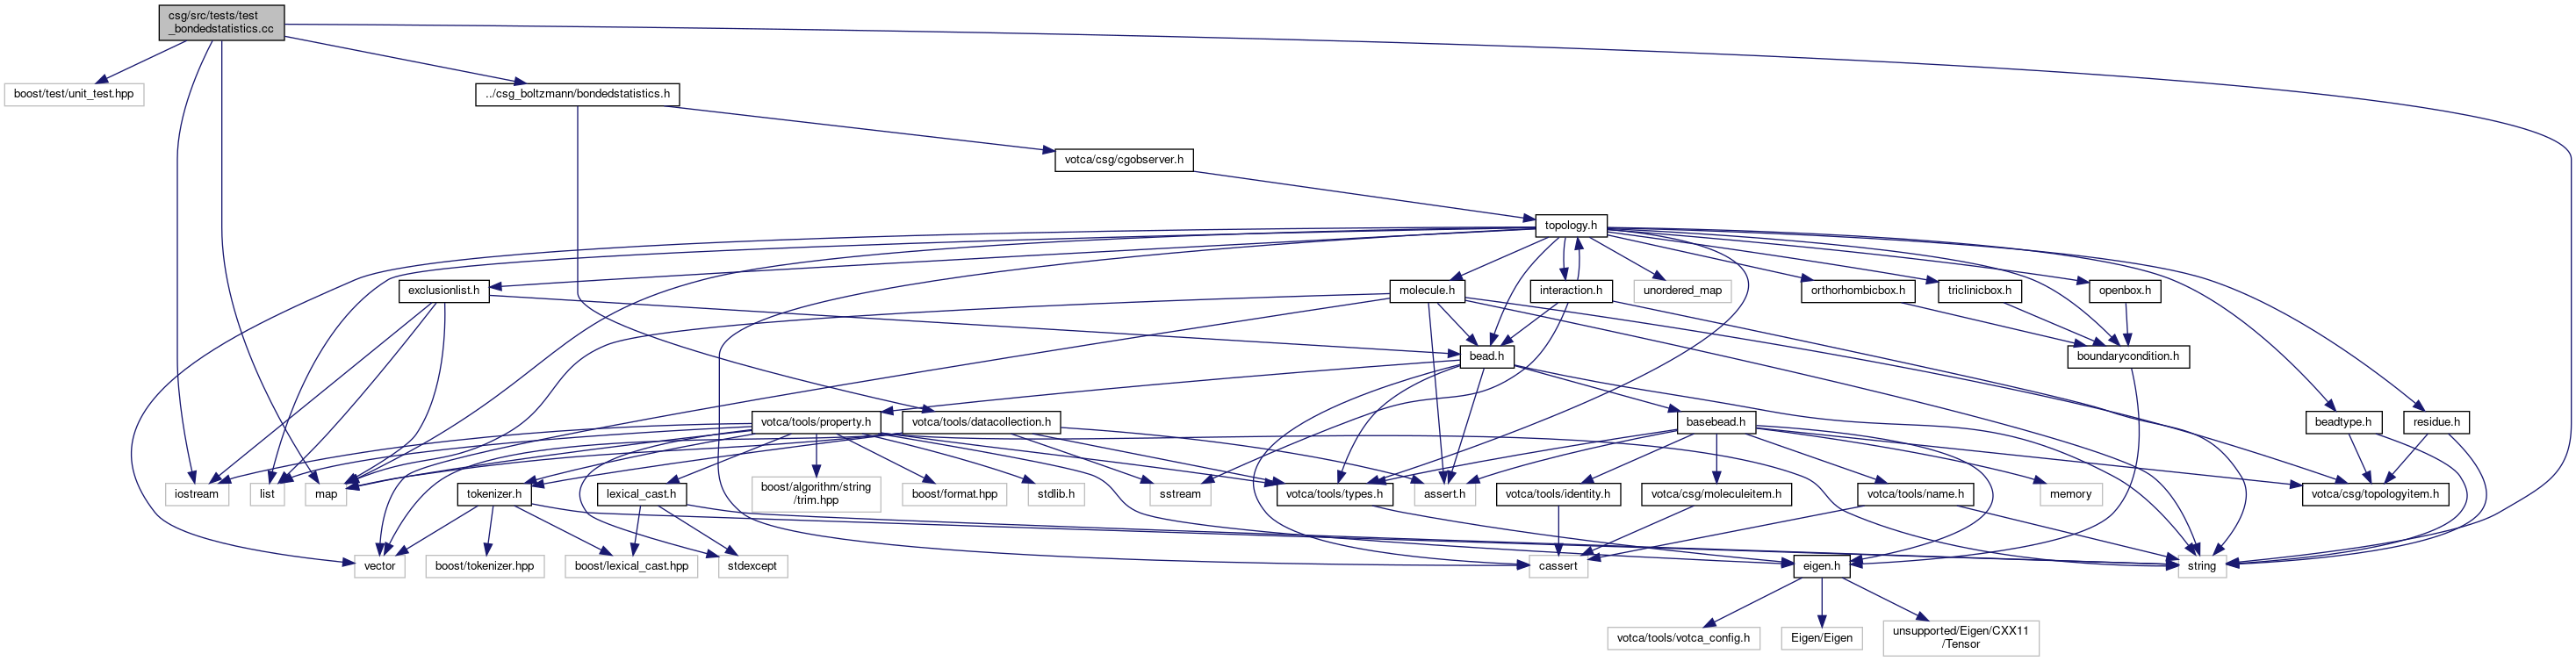 csg/src/tests/test
_bondedstatistics.cc
boost/test/unit_test.hpp
../csg_boltzmann/bondedstatistics.h
votca/csg/cgobserver.h
topology.h
exclusionlist.h
molecule.h
interaction.h
unordered_map
orthorhombicbox.h
triclinicbox.h
openbox.h
bead.h
boundarycondition.h
votca/tools/property.h
votca/tools/datacollection.h
basebead.h
beadtype.h
residue.h
iostream
list
map
tokenizer.h
lexical_cast.h
boost/algorithm/string
/trim.hpp
boost/format.hpp
stdlib.h
sstream
votca/tools/types.h
assert.h
votca/tools/identity.h
votca/csg/moleculeitem.h
votca/tools/name.h
memory
votca/csg/topologyitem.h
vector
boost/tokenizer.hpp
boost/lexical_cast.hpp
stdexcept
cassert
eigen.h
string
votca/tools/votca_config.h
Eigen/Eigen
unsupported/Eigen/CXX11
/Tensor